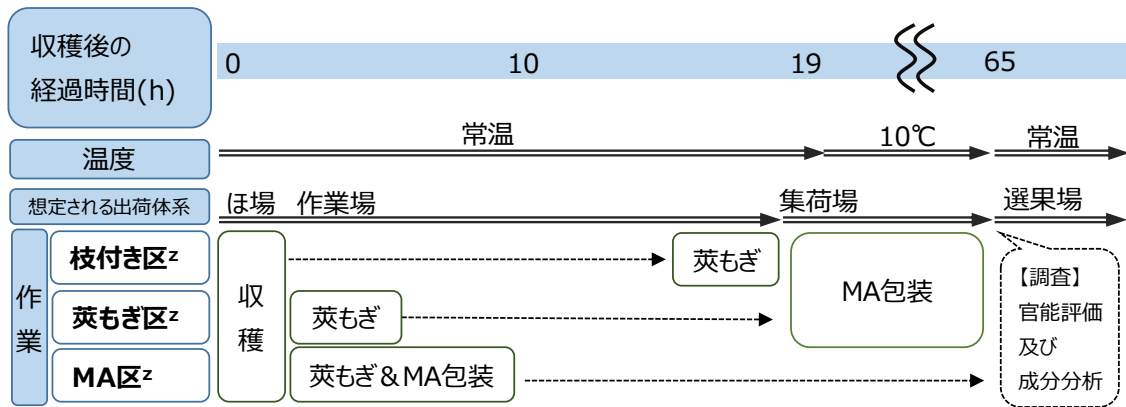 収穫後の
経過時間(h)
0 10 19 65
温度
常温 10℃ 常温
想定される出荷体系
ほ場 作業場 集荷場 選果場
作業
枝付き区ᶻ
莢もぎ区ᶻ
MA区ᶻ
収穫
莢もぎ
莢もぎ
莢もぎ＆MA包装
MA包装
【調査】
官能評価
及び
成分分析